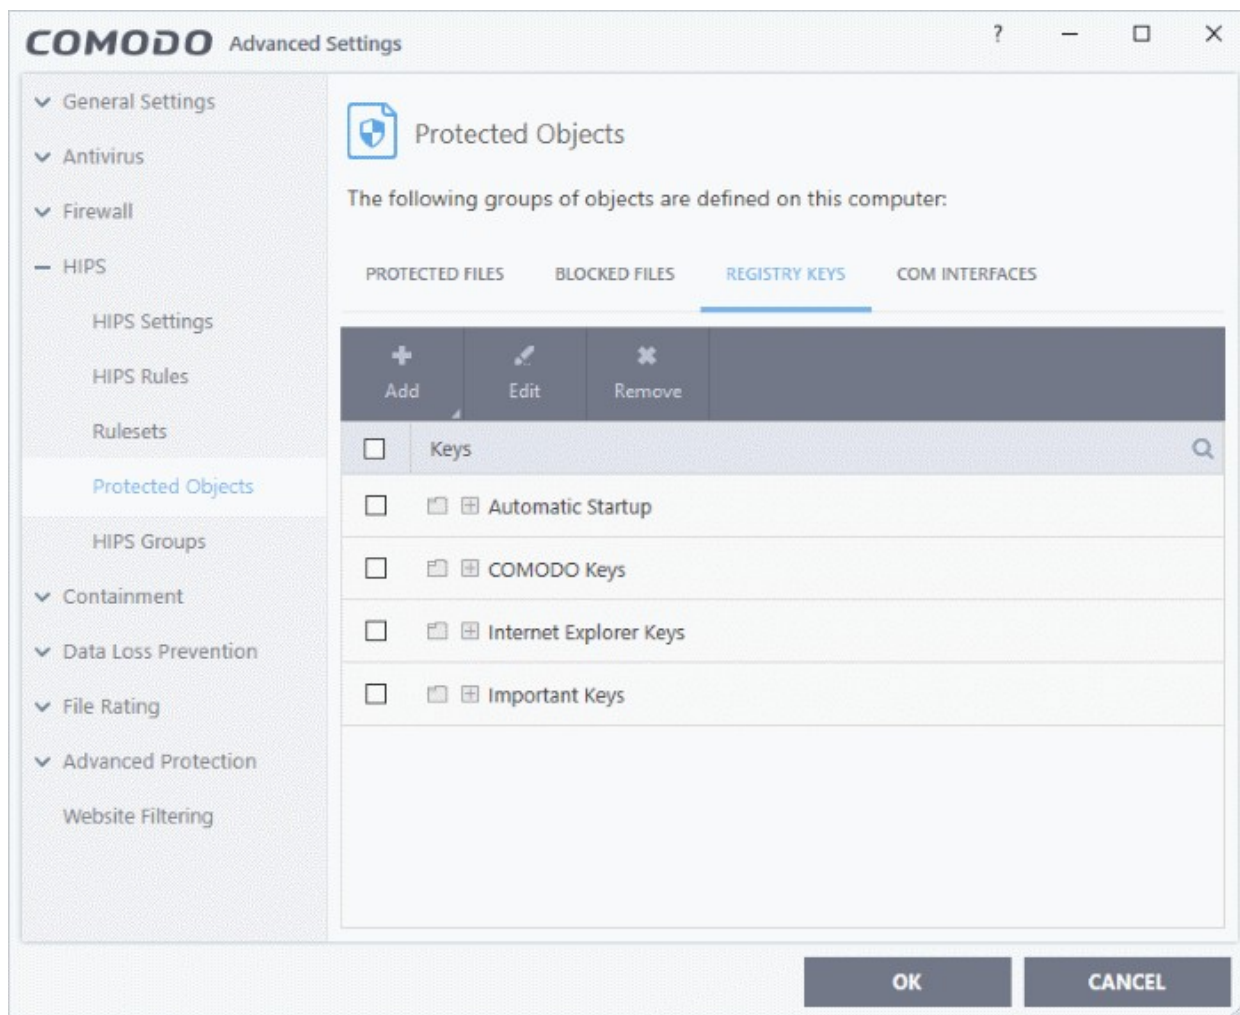 COMODO Advanced Settings ?
General Settings
Antivirus
Firewall
HIPS
HIPS Settings
HIPS Rules
Rulesets
Protected Objects
HIPS Groups
Containment
Data Loss Prevention
File Rating
Advanced Protection
Website Filtering
Protected Objects
The following groups of objects are defined on this computer:
PROTECTED FILES BLOCKED FILES REGISTRY KEYS COM INTERFACES
Add Edit Remove
Keys
Automatic Startup
COMODO Keys
Internet Explorer Keys
Important Keys
OK CANCEL